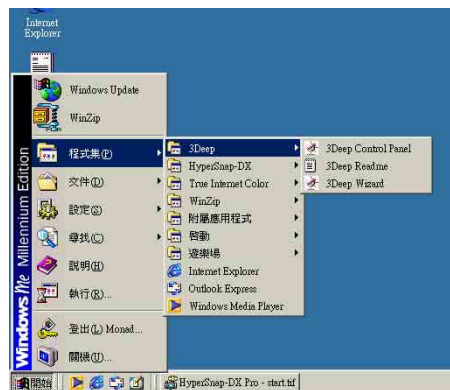 Internet
Explorer
Windows Me Millennium Edition
Windows Update
WinZip
程式集(P)
文件(D)
設定(S)
尋找(C)
說明(H)
執行(R)...
登出(L) Monad...
關機(U)...
3Deep
HyperSnap-DX
True Internet Color
WinZip
附屬應用程式
啟動
遊樂場
Internet Explorer
Outlook Express
Windows Media Player
3Deep Control Panel
3Deep Readme
3Deep Wizard
開始
HyperSnap-DX Pro - start.tif